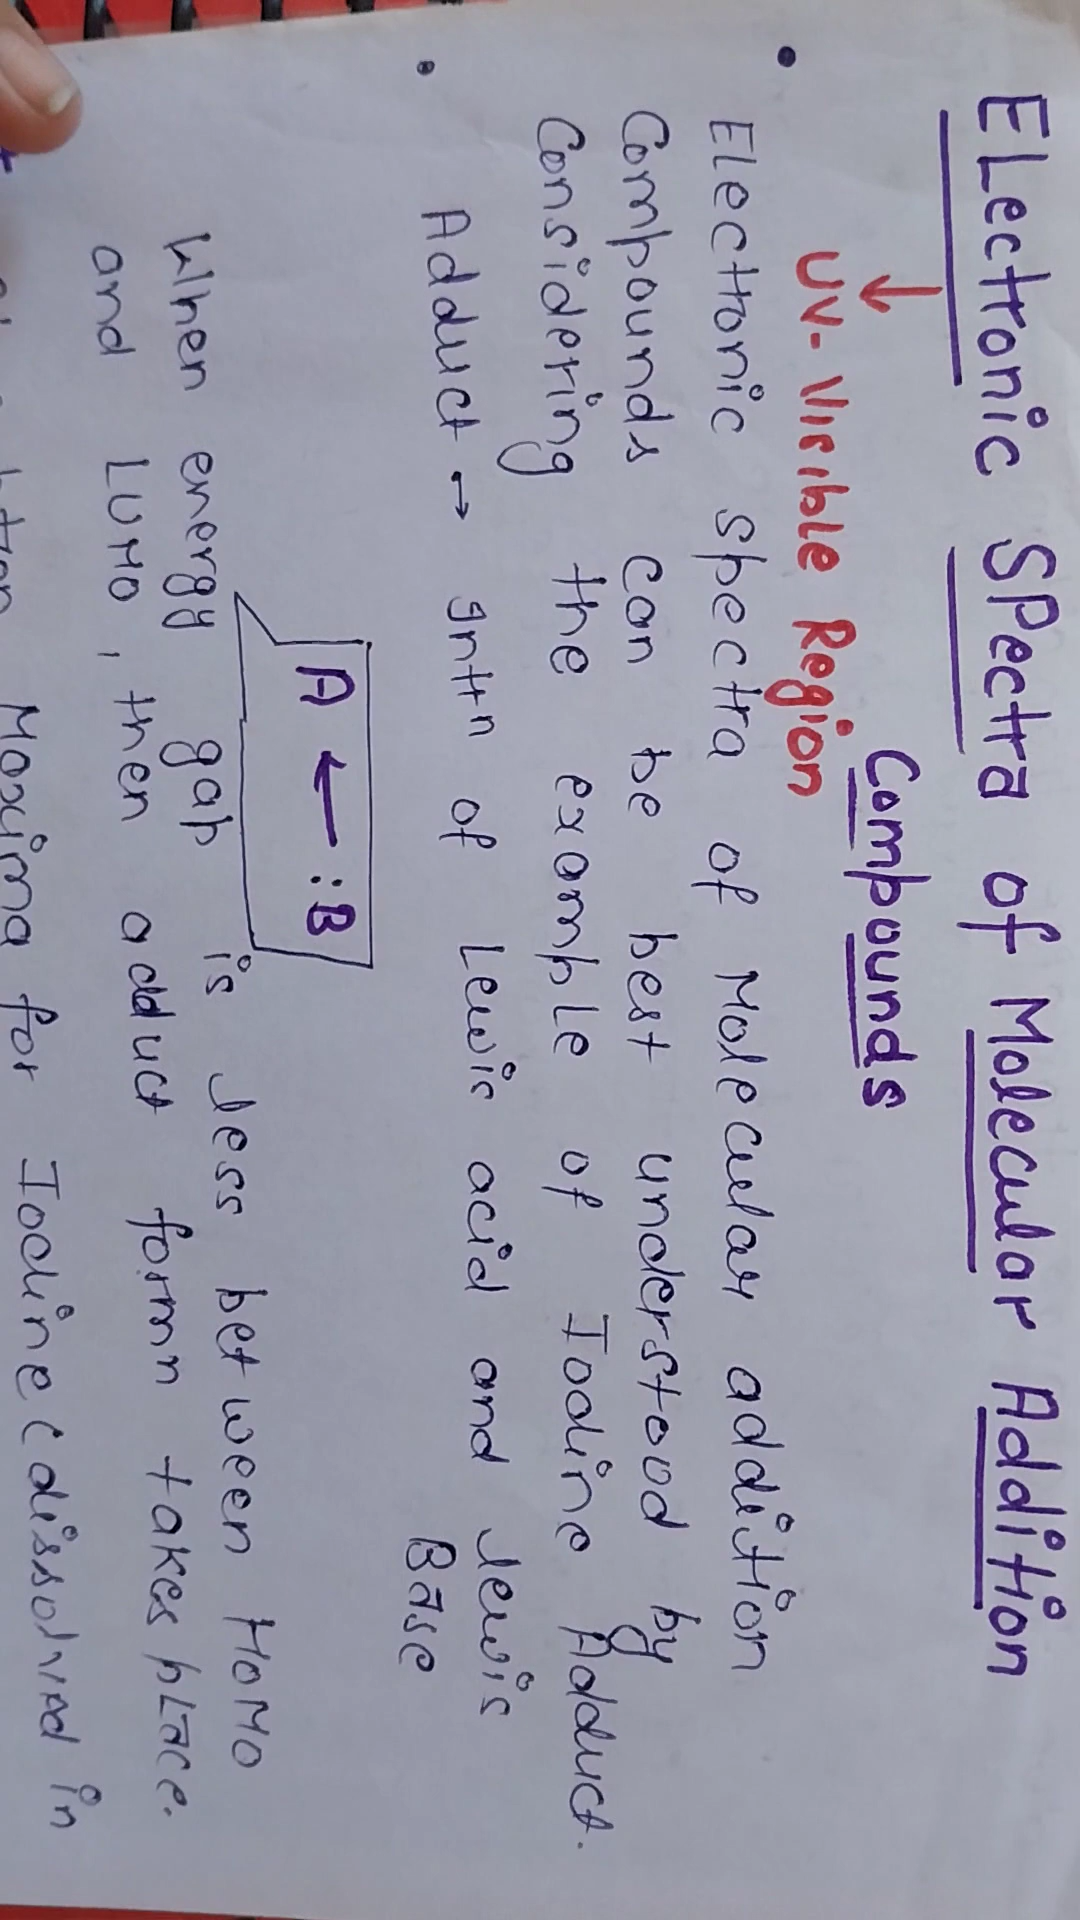 Electronic Spectra of Molecular Addition
Compounds
↓
UV-Visible Region
• Electronic spectra of Molecular addition
Compounds can be best understood by
Considering the example of Iodine Adduct.
• Adduct → Intrn of Lewis acid and Lewis
Base
A ← :B
When energy gap is less between HOMO
and LUMO, then adduct formn takes place.
Maxima for Iodine (dissolved in